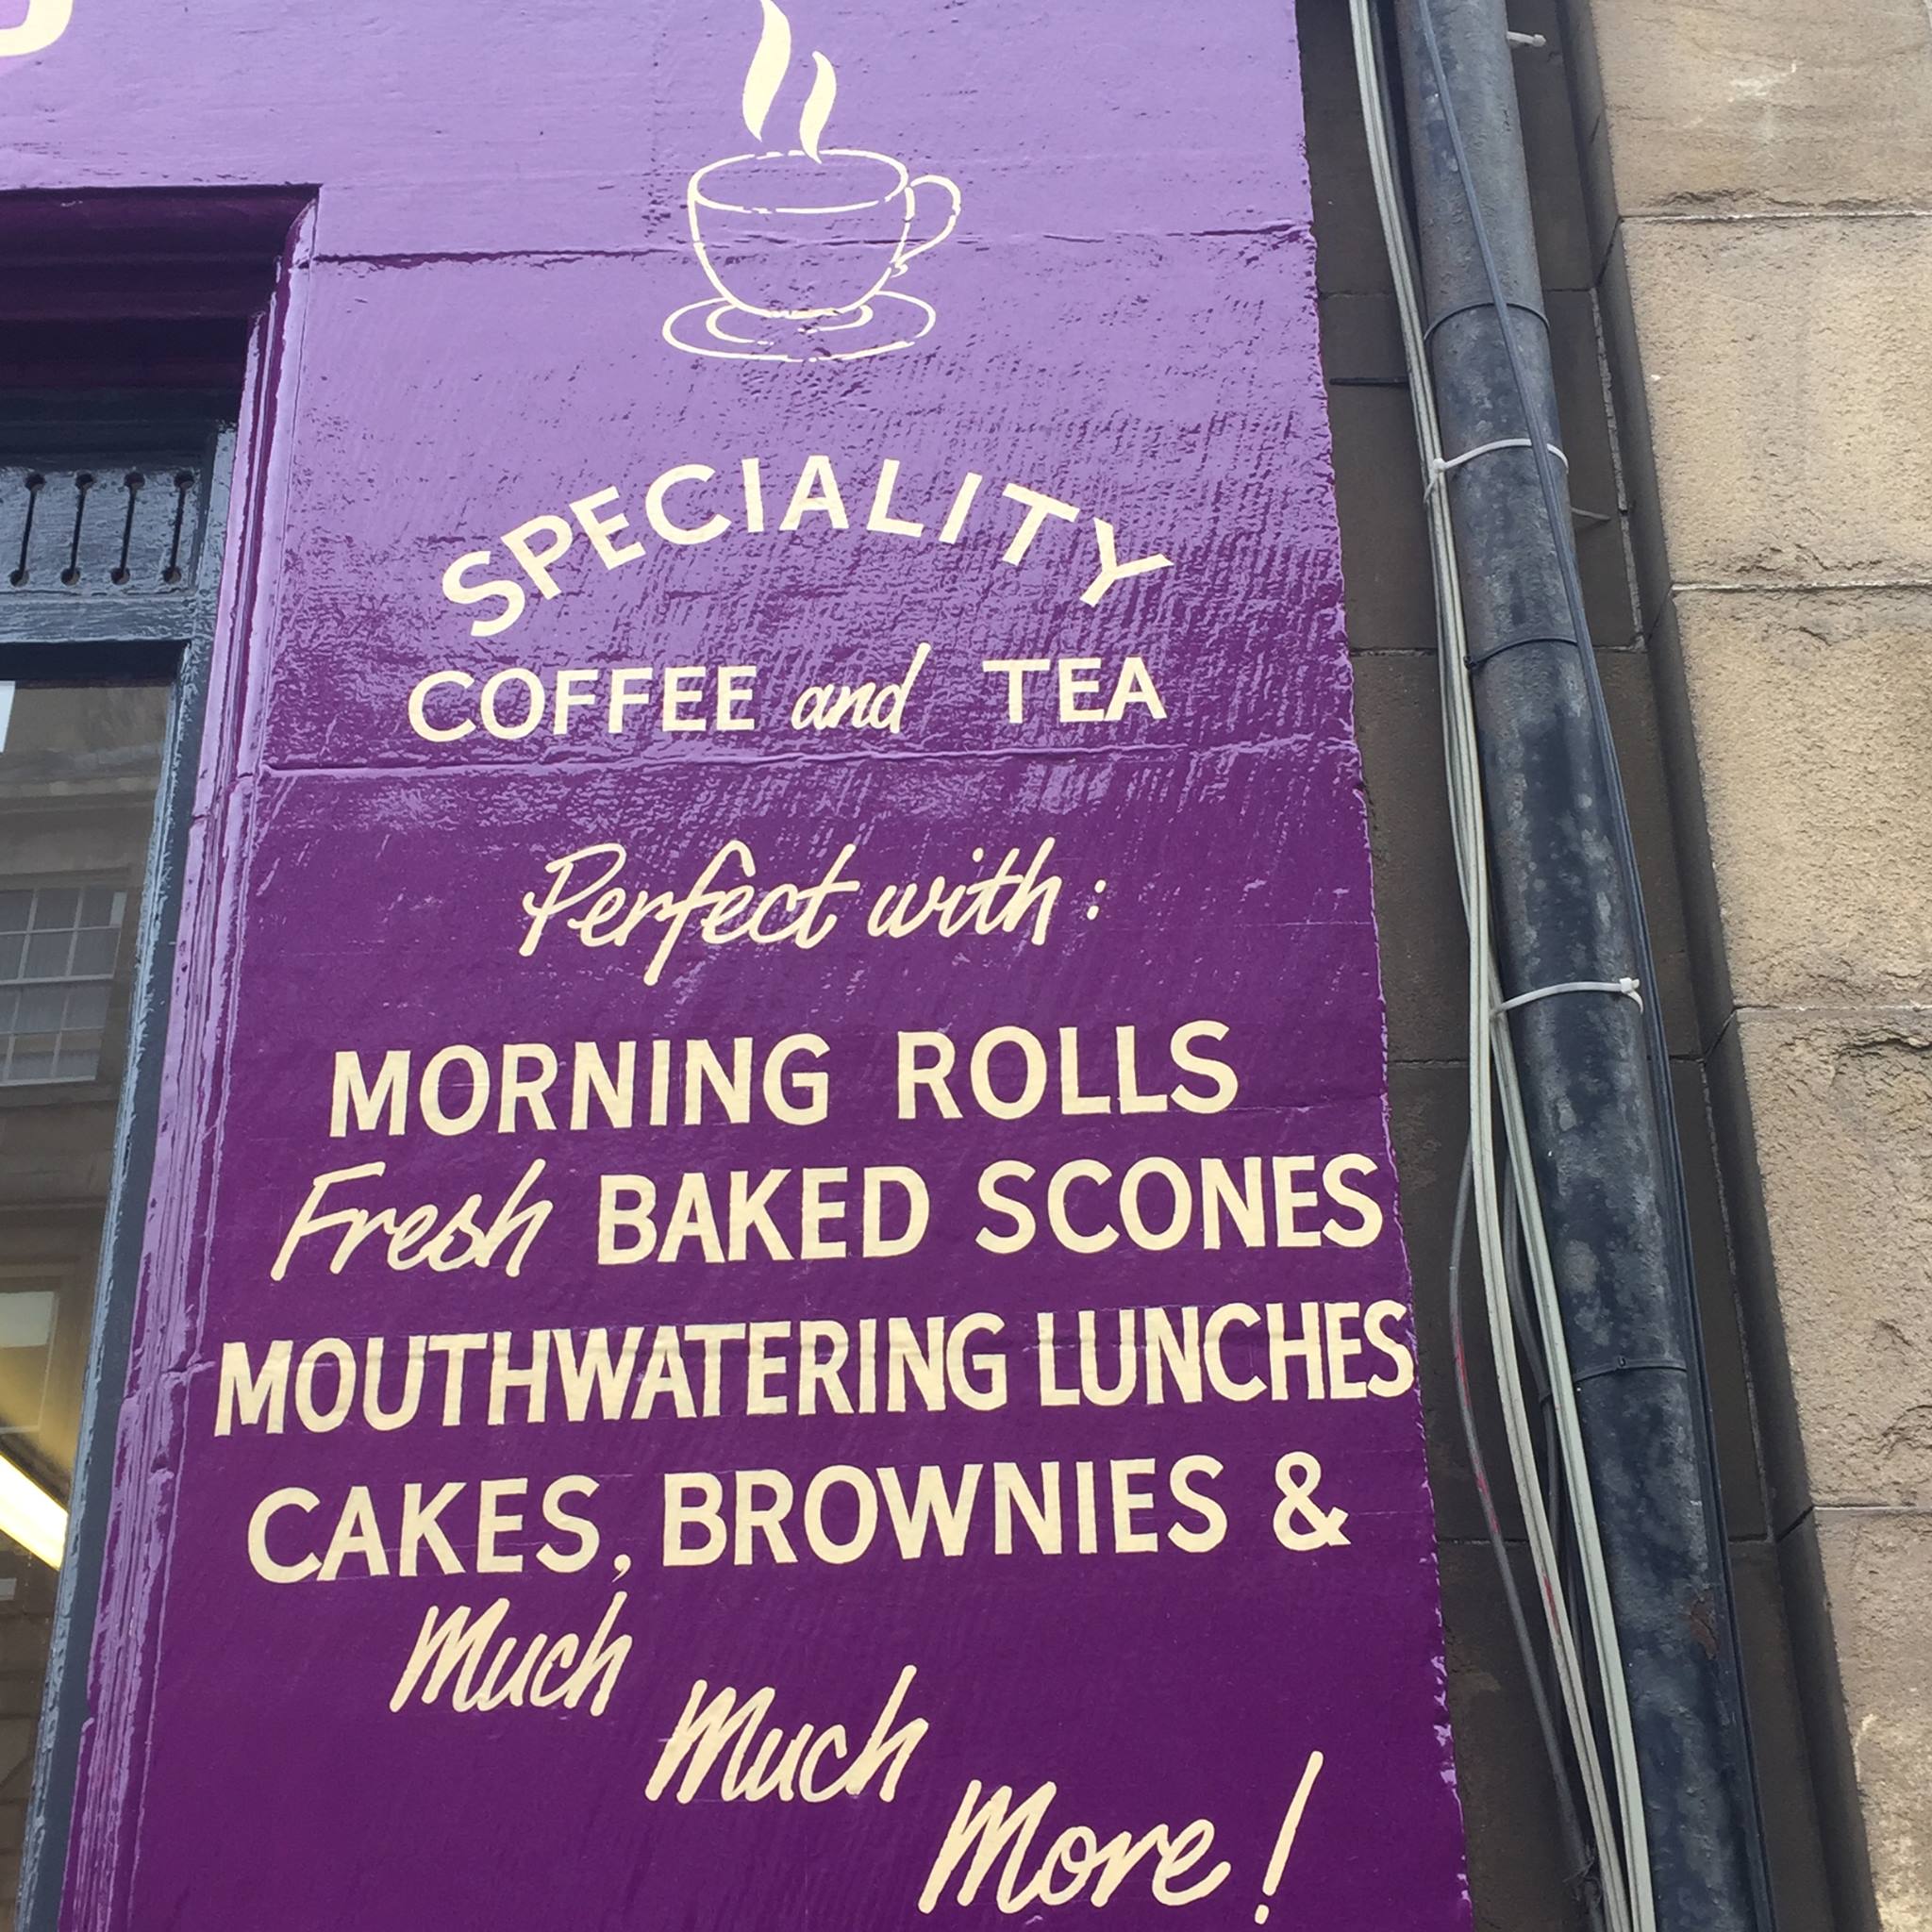 SPECIALITY
COFFEE and TEA
Perfect with:
MORNING ROLLS
Fresh BAKED SCONES
MOUTHWATERING LUNCHES
CAKES, BROWNIES &
Much
Much
More!